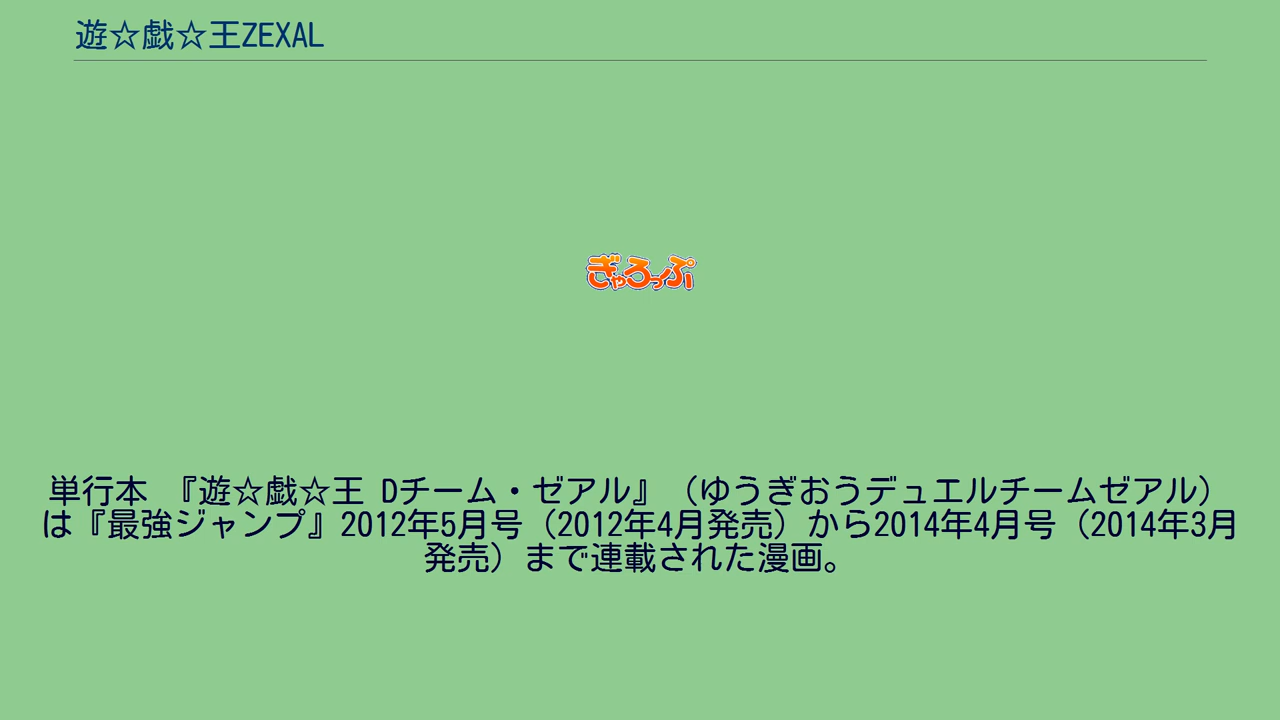 遊☆戯☆王ZEXAL
ぎゃろっぷ
単行本 『遊☆戯☆王 Dチーム・ゼアル』（ゆうぎおうデュエルチームゼアル）
は『最強ジャンプ』2012年5月号（2012年4月発売）から2014年4月号（2014年3月
発売）まで連載された漫画。